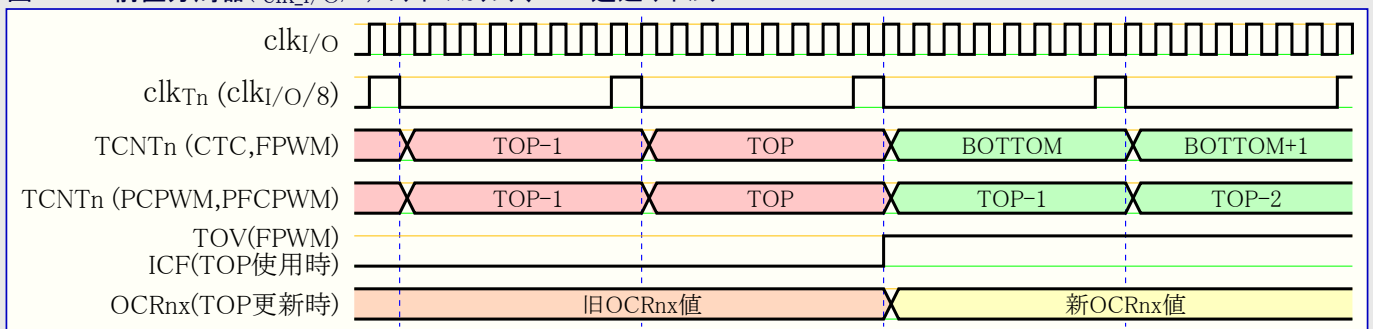 clkI/O
clkTn (clkI/O/8)
TCNTn (CTC,FPWM) TOP-1 TOP BOTTOM BOTTOM+1
TCNTn (PCPWM,PFCPWM) TOP-1 TOP TOP-1 TOP-2
TOV(FPWM)
ICF(TOP使用時)
OCRnx(TOP更新時) 旧OCRnx値 新OCRnx値